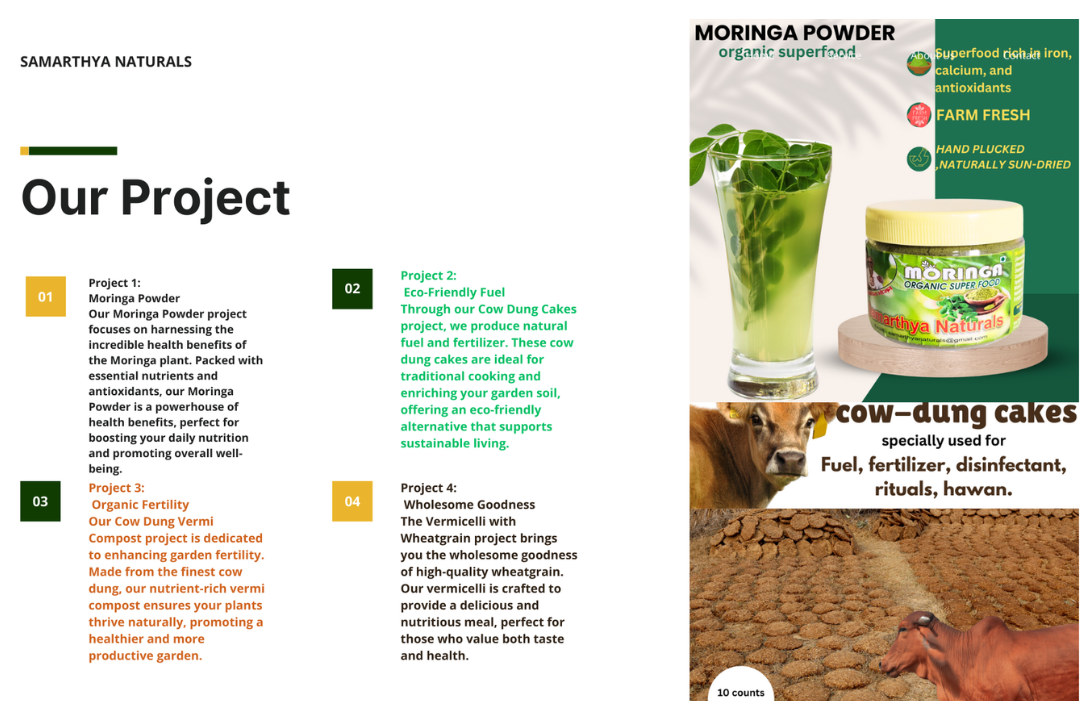 SAMARTHYA NATURALS
Our Project
01
Project 1:
Moringa Powder
Our Moringa Powder project
focuses on harnessing the
incredible health benefits of
the Moringa plant. Packed with
essential nutrients and
antioxidants, our Moringa
Powder is a powerhouse of
health benefits, perfect for
boosting your daily nutrition
and promoting overall well-
being.
02
Project 2:
Eco-Friendly Fuel
Through our Cow Dung Cakes
project, we produce natural
fuel and fertilizer. These cow
dung cakes are ideal for
traditional cooking and
enriching your garden soil,
offering an eco-friendly
alternative that supports
sustainable living.
03
Project 3:
Organic Fertility
Our Cow Dung Vermi
Compost project is dedicated
to enhancing garden fertility.
Made from the finest cow
dung, our nutrient-rich vermi
compost ensures your plants
thrive naturally, promoting a
healthier and more
productive garden.
04
Project 4:
Wholesome Goodness
The Vermicelli with
Wheatgrain project brings
you the wholesome goodness
of high-quality wheatgrain.
Our vermicelli is crafted to
provide a delicious and
nutritious meal, perfect for
those who value both taste
and health.
MORINGA POWDER
organic superfood
About Us
Contact
Superfood rich in iron,
calcium, and
antioxidants
FARM FRESH
HAND PLUCKED
,NATURALLY SUN-DRIED
MORINGA
ORGANIC SUPER FOOD
Naturals
cow-dung cakes
specially used for
Fuel, fertilizer, disinfectant,
rituals, hawan.
10 counts